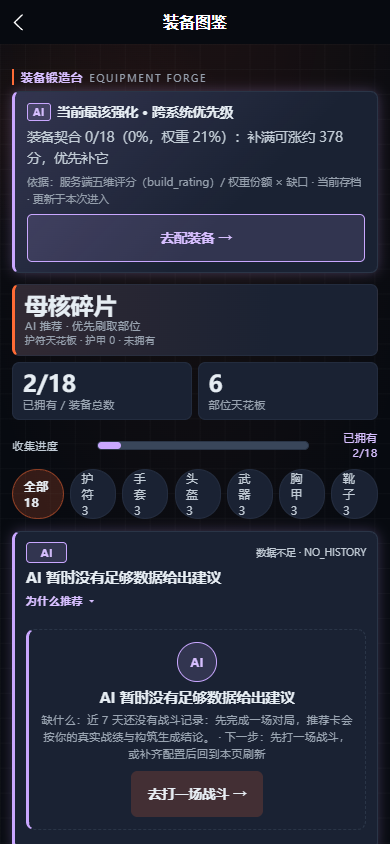 装备图鉴
装备锻造台 EQUIPMENT FORGE
AI 当前最该强化 • 跨系统优先级
装备契合 0/18（0%，权重 21%）：补满可涨约 378
分，优先补它
依据：服务端五维评分（build_rating）/ 权重份额 × 缺口 · 当前存档
· 更新于本次进入
去配装备 →
母核碎片
AI 推荐 · 优先刷取部位
护符天花板 · 护甲 0 · 未拥有
2/18
已拥有 / 装备总数
6
部位天花板
收集进度
已拥有
2/18
全部
18
护符
3
手套
3
头盔
3
武器
3
胸甲
3
靴子
3
AI
数据不足 · NO_HISTORY
AI 暂时没有足够数据给出建议
为什么推荐
AI
AI 暂时没有足够数据给出建议
缺什么：近 7 天还没有战斗记录：先完成一场对局，推荐卡会
按你的真实战绩与构筑生成结论。 · 下一步：先打一场战斗，
或补齐配置后回到本页刷新
去打一场战斗 →